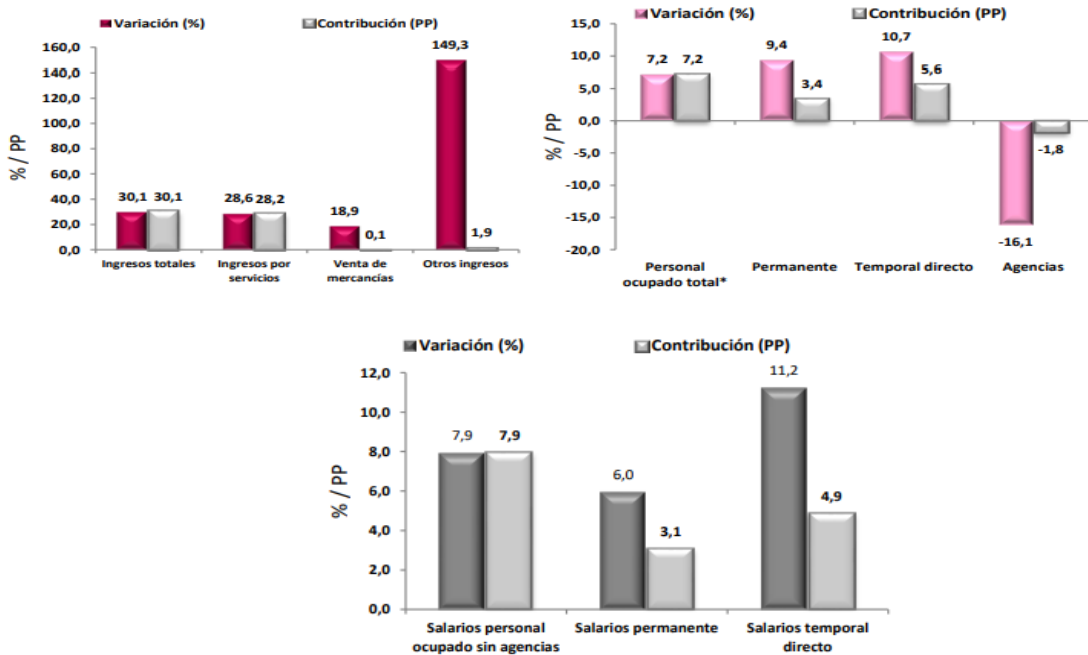 Variación (%) Contribución (PP)
% / PP
160,0
140,0
120,0
100,0
80,0
60,0
40,0
20,0
0,0
30,1 30,1
28,6 28,2
18,9
0,1
149,3
1,9
Ingresos totales
Ingresos por
servicios
Venta de
mercancías
Otros ingresos
Variación (%) Contribución (PP)
% / PP
15,0
10,0
5,0
0,0
-5,0
-10,0
-15,0
-20,0
7,2 7,2
9,4
3,4
10,7
5,6
-16,1
-1,8
Personal
ocupado total*
Permanente
Temporal directo
Agencias
Variación (%) Contribución (PP)
% / PP
12,0
10,0
8,0
6,0
4,0
2,0
0,0
7,9 7,9
6,0
3,1
11,2
4,9
Salarios personal
ocupado sin agencias
Salarios permanente
Salarios temporal
directo